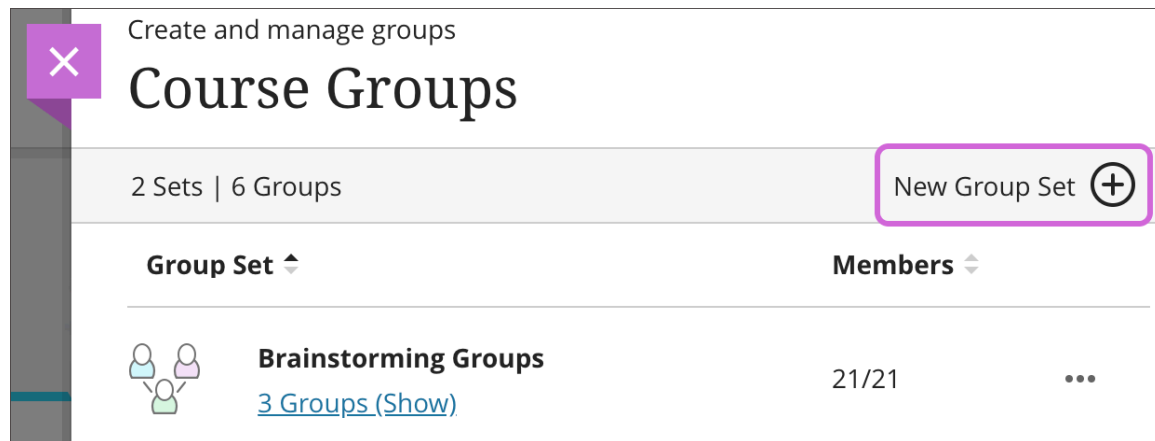 Create and manage groups
Course Groups
2 Sets | 6 Groups
New Group Set
Group Set
Members
Brainstorming Groups
21/21
3 Groups (Show)